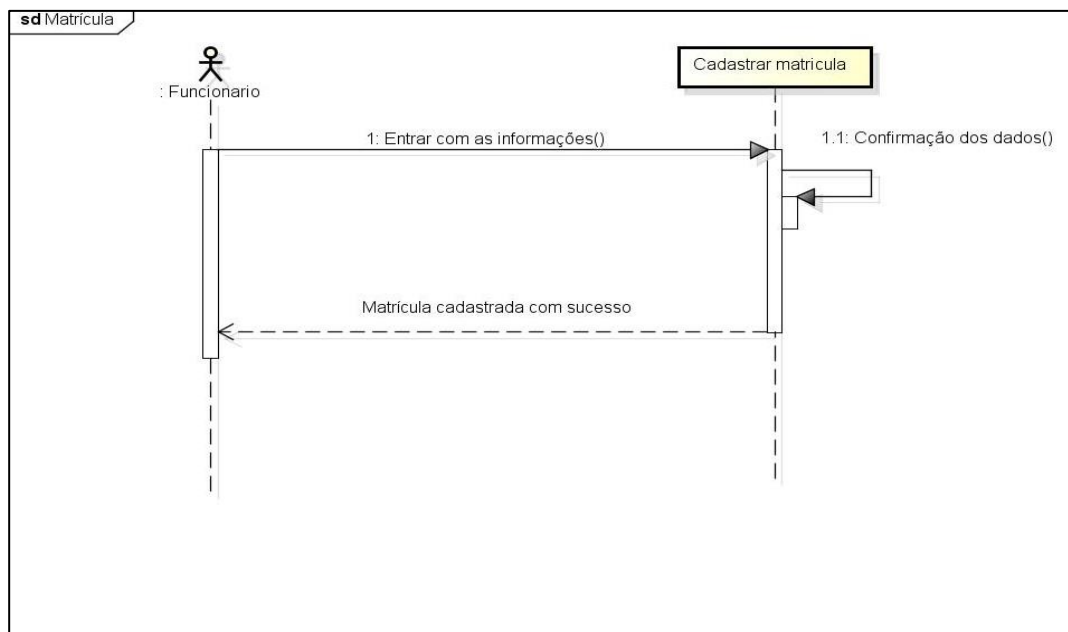 sd Matrícula
: Funcionario
Cadastrar matricula
1: Entrar com as informações()
1.1: Confirmação dos dados()
Matrícula cadastrada com sucesso